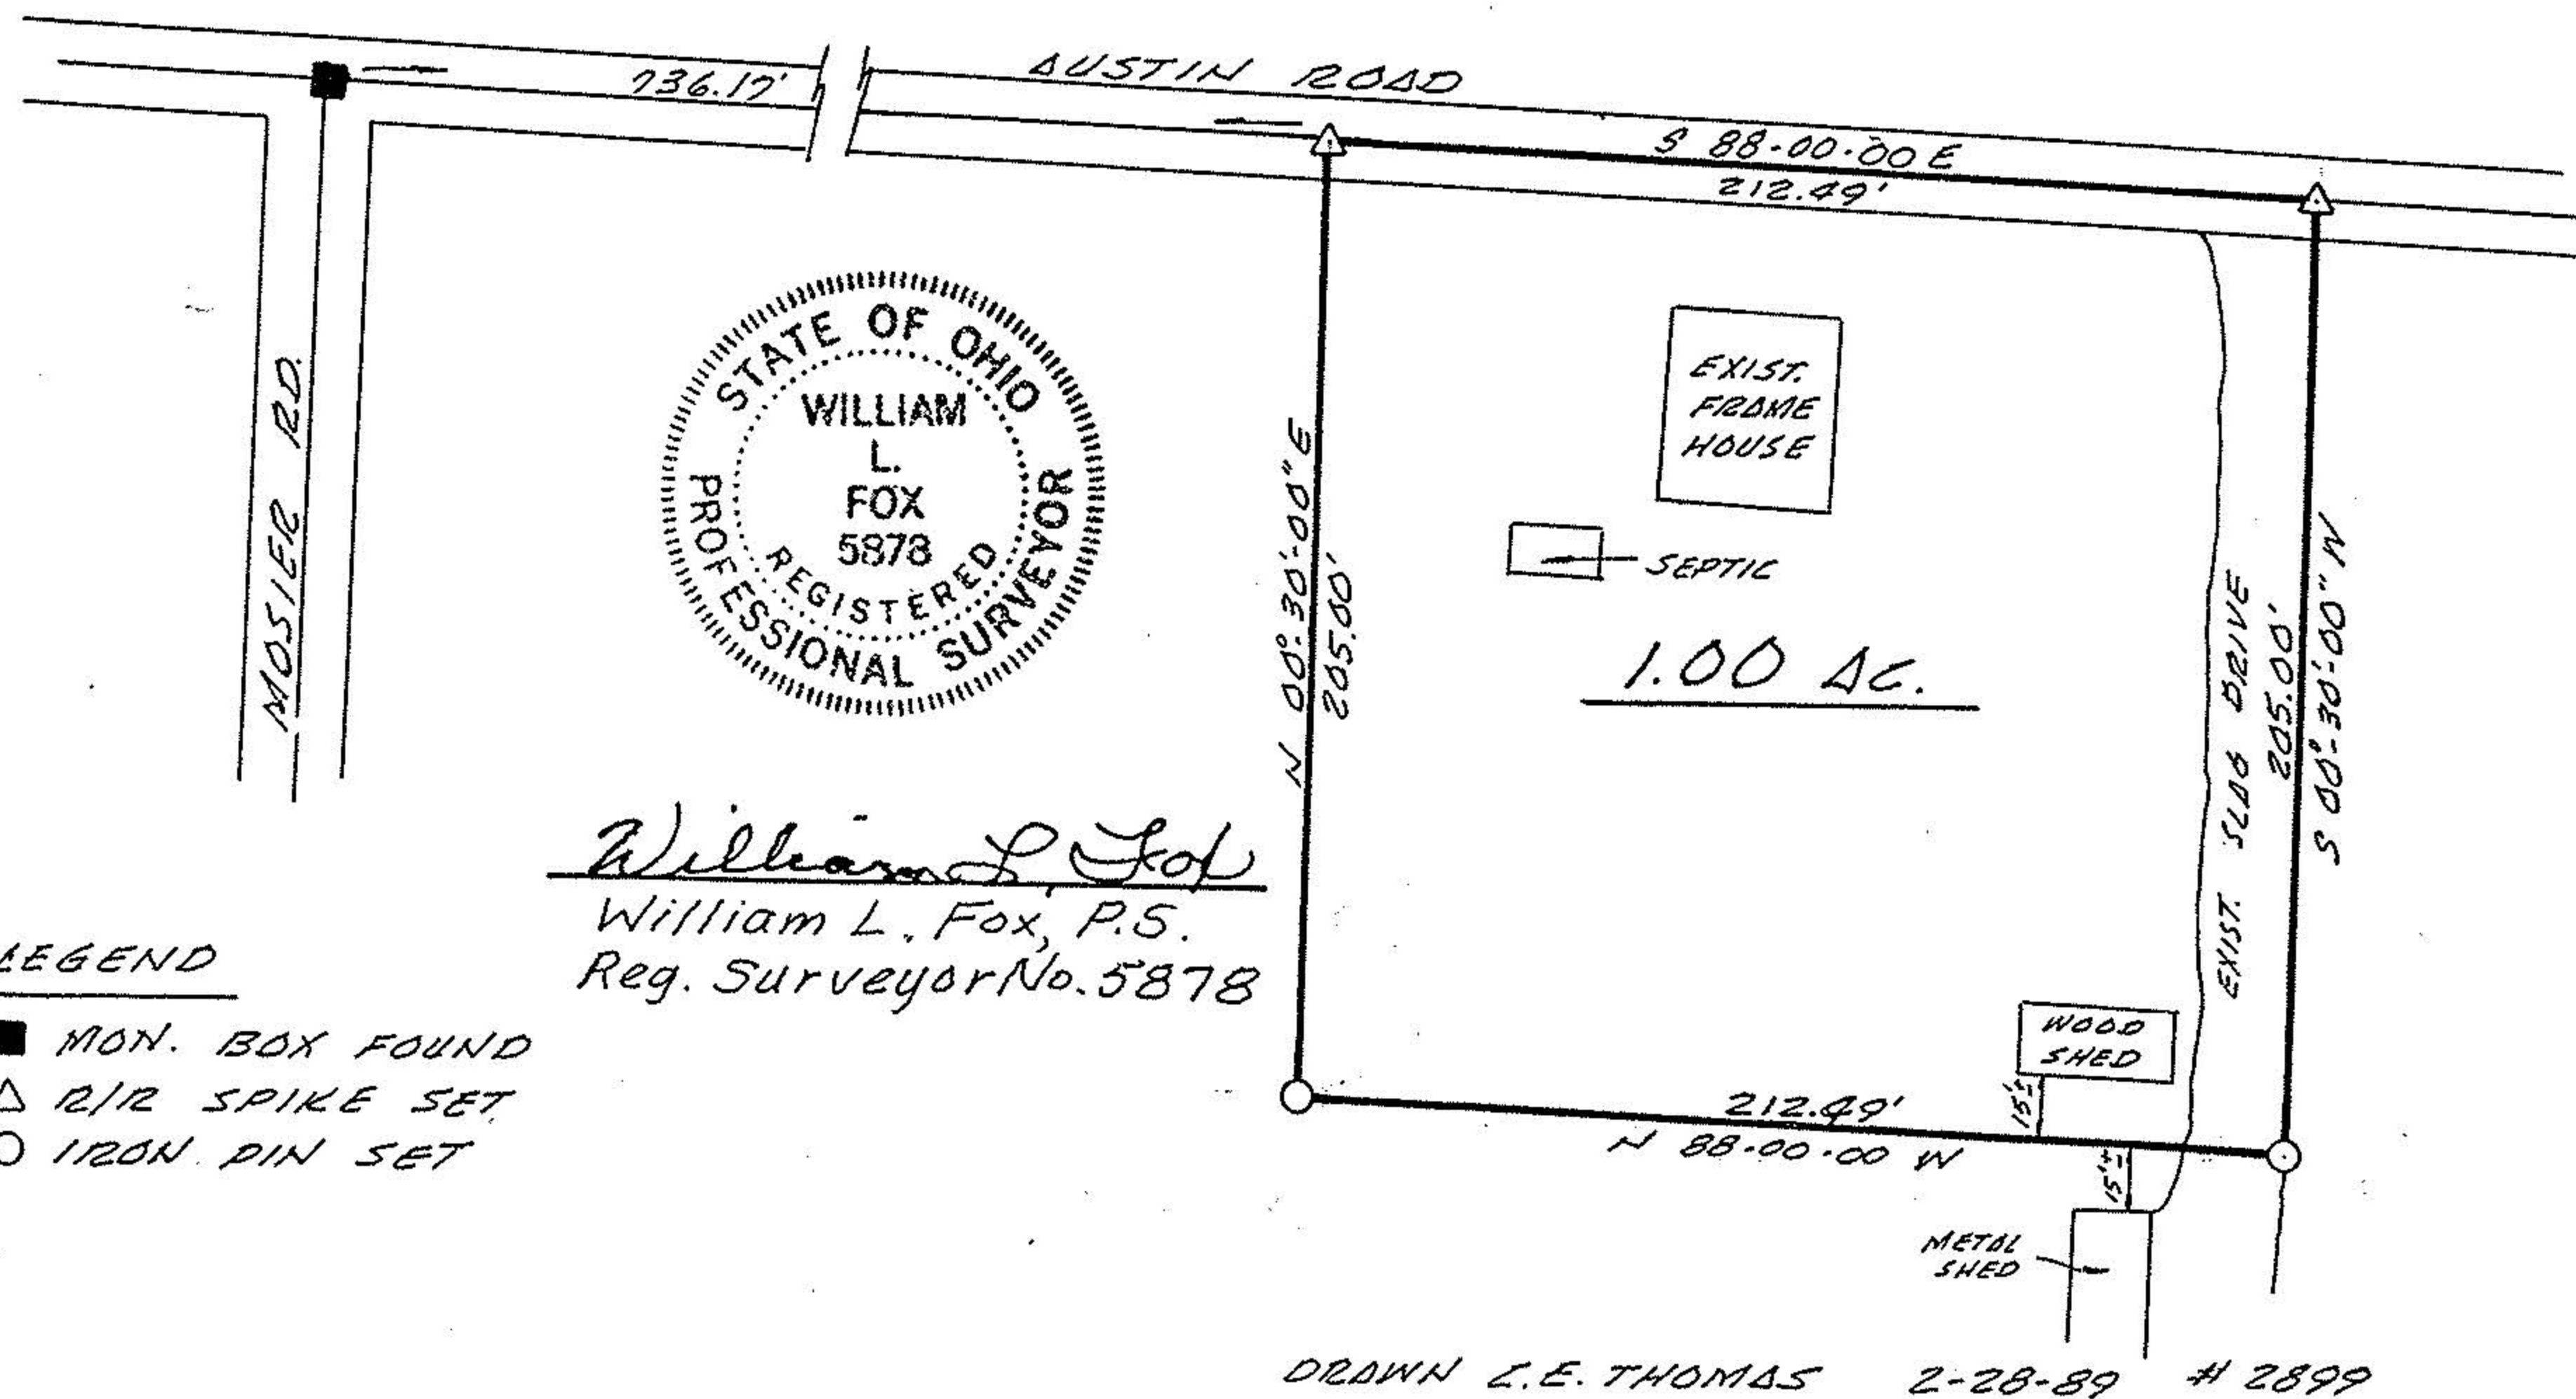 736.17'
AUSTIN ROAD
S 88-00-00 E
212.49'
MOSIER RD.
STATE OF OHIO
WILLIAM
L.
FOX
5878
REGISTERED
PROFESSIONAL SURVEYOR
N 00°-30'-00" E
205.00'
EXIST.
FRAME
HOUSE
SEPTIC
1.00 AC.
EXIST. SLAG DRIVE
205.00'
S 00°-30'-00" W
William L Fox
William L. Fox, P.S.
Reg. Surveyor No. 5878
LEGEND
MON. BOX FOUND
R/R SPIKE SET
IRON PIN SET
WOOD
SHED
15'±
212.49'
N 88-00-00 W
15'±
METAL
SHED
DRAWN C.E. THOMAS 2-28-89 # 2899